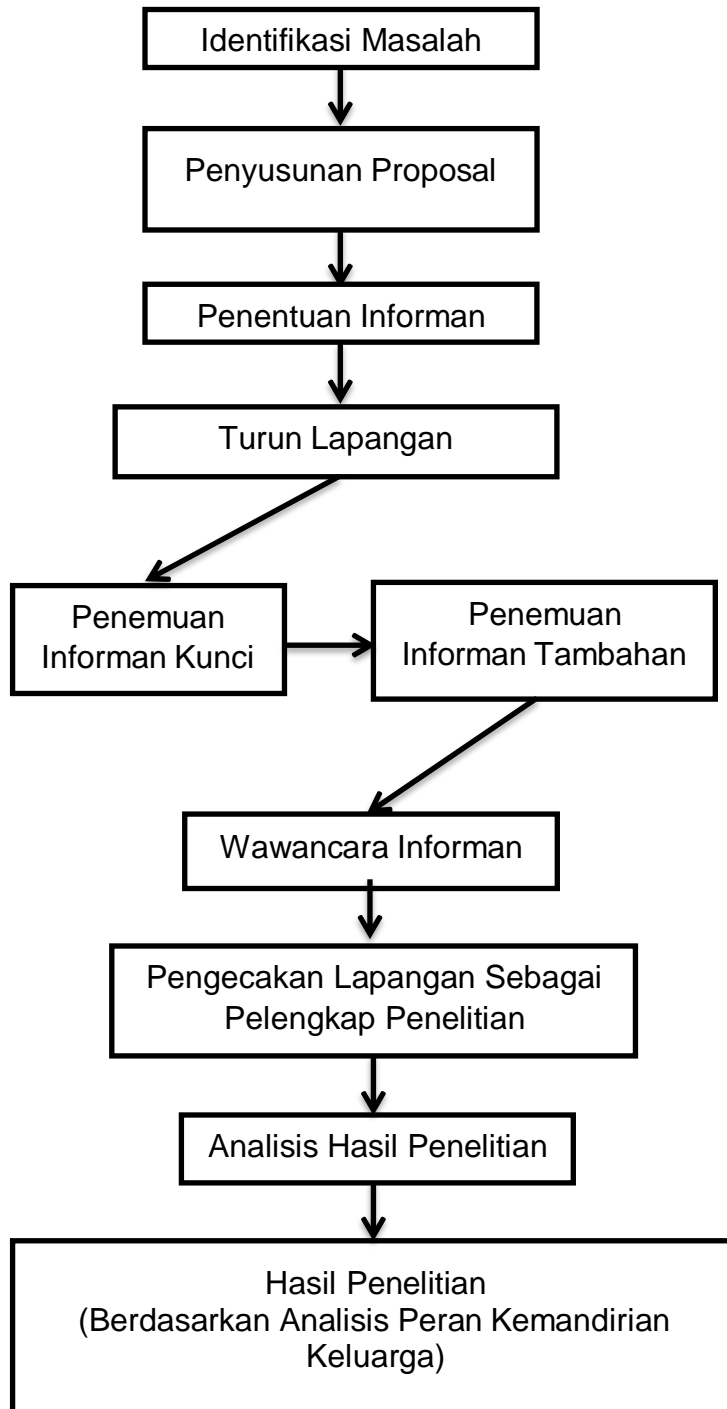 Identifikasi Masalah
Penyusunan Proposal
Penentuan Informan
Turun Lapangan
Penemuan
Informan Kunci
Penemuan
Informan Tambahan
Wawancara Informan
Pengecakan Lapangan Sebagai
Pelengkap Penelitian
Analisis Hasil Penelitian
Hasil Penelitian
(Berdasarkan Analisis Peran Kemandirian
Keluarga)